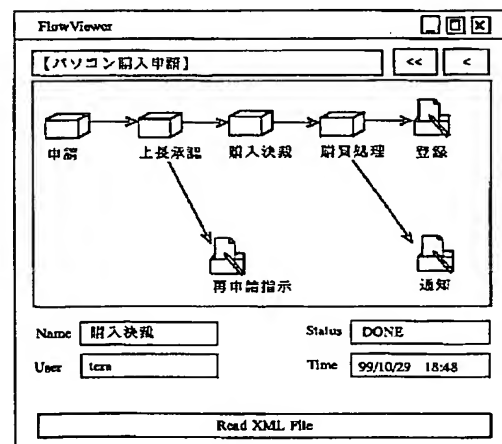 FlowViewer
【パソコン購入申請】 << <
申請 上長承認 購入決裁 購買処理 登録
再申請指示 通知
Name 購入決裁 Status DONE
User Time 99/10/29 18:48
Read XML File